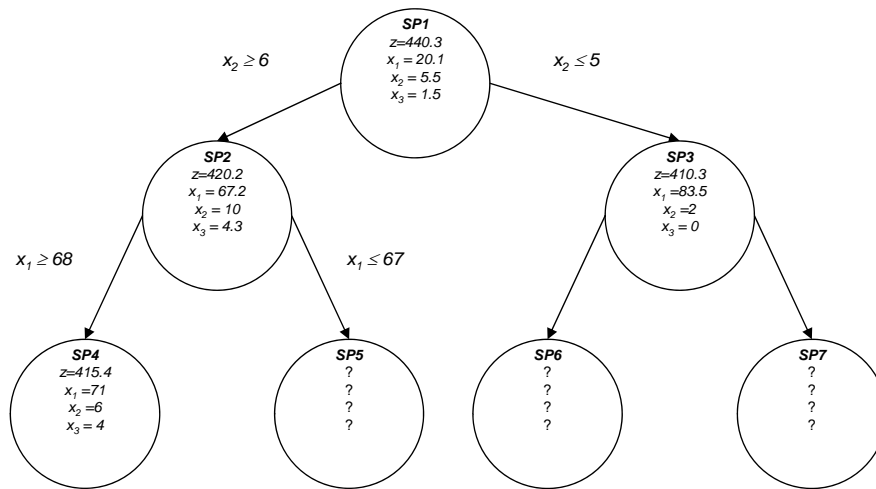 SP1
z=440.3
x₁ = 20.1
x₂ = 5.5
x₃ = 1.5
x₂ ≥ 6
x₂ ≤ 5
SP2
z=420.2
x₁ = 67.2
x₂ = 10
x₃ = 4.3
SP3
z=410.3
x₁ =83.5
x₂ =2
x₃ = 0
x₁ ≥ 68
x₁ ≤ 67
SP4
z=415.4
x₁ =71
x₂ =6
x₃ = 4
SP5
?
?
?
?
SP6
?
?
?
?
SP7
?
?
?
?